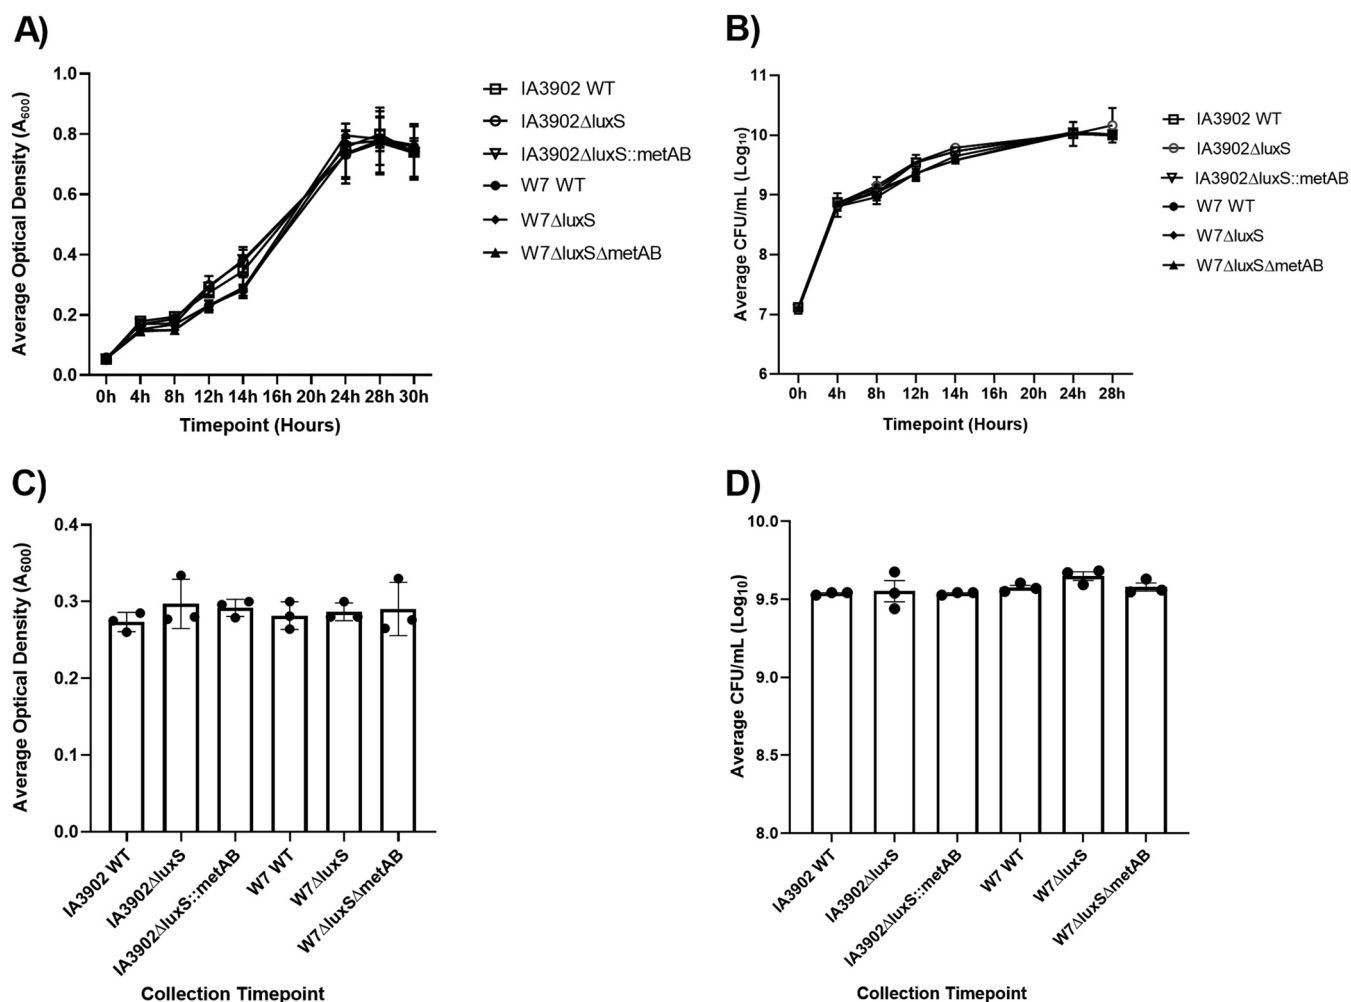 A)
Average Optical Density (A₆₀₀)
1.0
0.8
0.6
0.4
0.2
0.0
0h 4h 8h 12h 14h 16h 20h 24h 28h 30h
Timepoint (Hours)
IA3902 WT
IA3902ΔluxS
IA3902ΔluxS::metAB
W7 WT
W7ΔluxS
W7ΔluxSΔmetAB
B)
Average CFU/mL (Log₁₀)
11
10
9
8
7
6
0h 4h 8h 12h 14h 16h 20h 24h 28h
Timepoint (Hours)
IA3902 WT
IA3902ΔluxS
IA3902ΔluxS::metAB
W7 WT
W7ΔluxS
W7ΔluxSΔmetAB
C)
Average Optical Density (A₆₀₀)
0.4
0.3
0.2
0.1
0.0
IA3902 WT
IA3902ΔluxS
IA3902ΔluxS::metAB
W7 WT
W7ΔluxS
W7ΔluxSΔmetAB
Collection Timepoint
D)
Average CFU/mL (Log₁₀)
10.0
9.5
9.0
8.5
8.0
IA3902 WT
IA3902ΔluxS
IA3902ΔluxS::metAB
W7 WT
W7ΔluxS
W7ΔluxSΔmetAB
Collection Timepoint